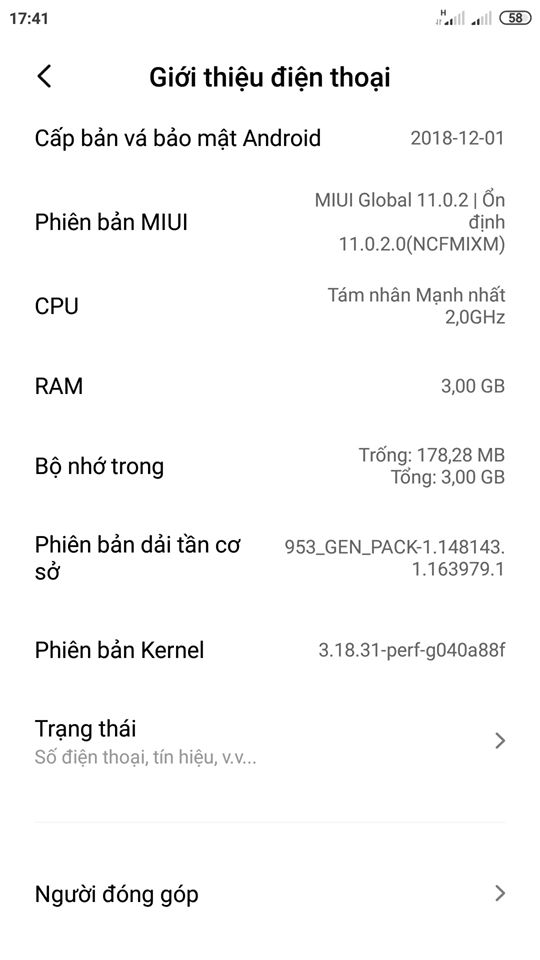 17:41
H
58
Giới thiệu điện thoại
Cấp bản vá bảo mật Android
2018-12-01
Phiên bản MIUI
MIUI Global 11.0.2 | Ổn
định
11.0.2.0(NCFMIXM)
CPU
Tám nhân Mạnh nhất
2,0GHz
RAM
3,00 GB
Bộ nhớ trong
Trống: 178,28 MB
Tổng: 3,00 GB
Phiên bản dải tần cơ
sở
953_GEN_PACK-1.148143.
1.163979.1
Phiên bản Kernel
3.18.31-perf-g040a88f
Trạng thái
Số điện thoại, tín hiệu, v.v...
Người đóng góp